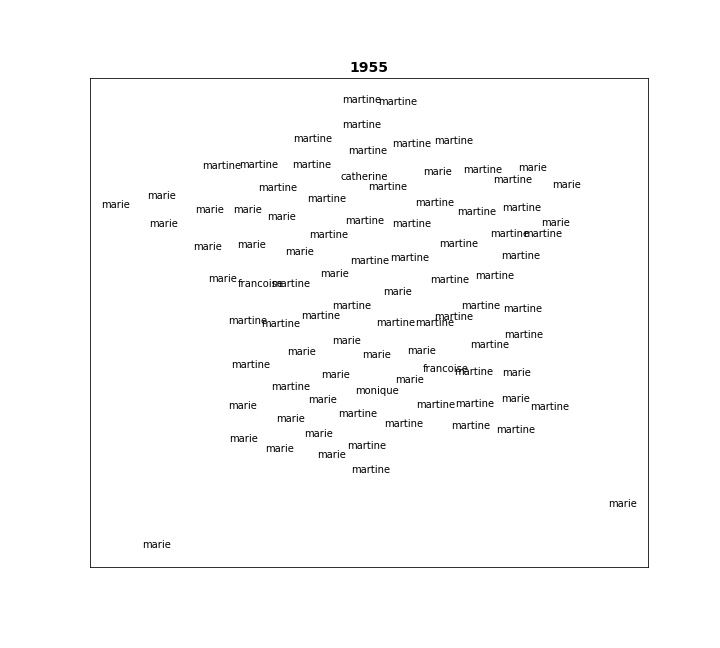 1955
martine martine
martine
martine martine martine
martine
martine martine martine marie martine marie
catherine martine marie
martine martine
marie martine martine
marie marie marie martine martine
marie martine martine marie
marie martine martine martine
marie marie marie martine
martine martine martine
marie martine martine
marie francoise martine martine
marie
martine martine martine
martine martine martine martine martine martine
marie martine martine
marie marie marie
martine francoise martine marie
marie marie
martine monique
marie marie
marie martine martine martine
marie martine martine martine
marie marie martine
marie marie martine
martine
marie
marie